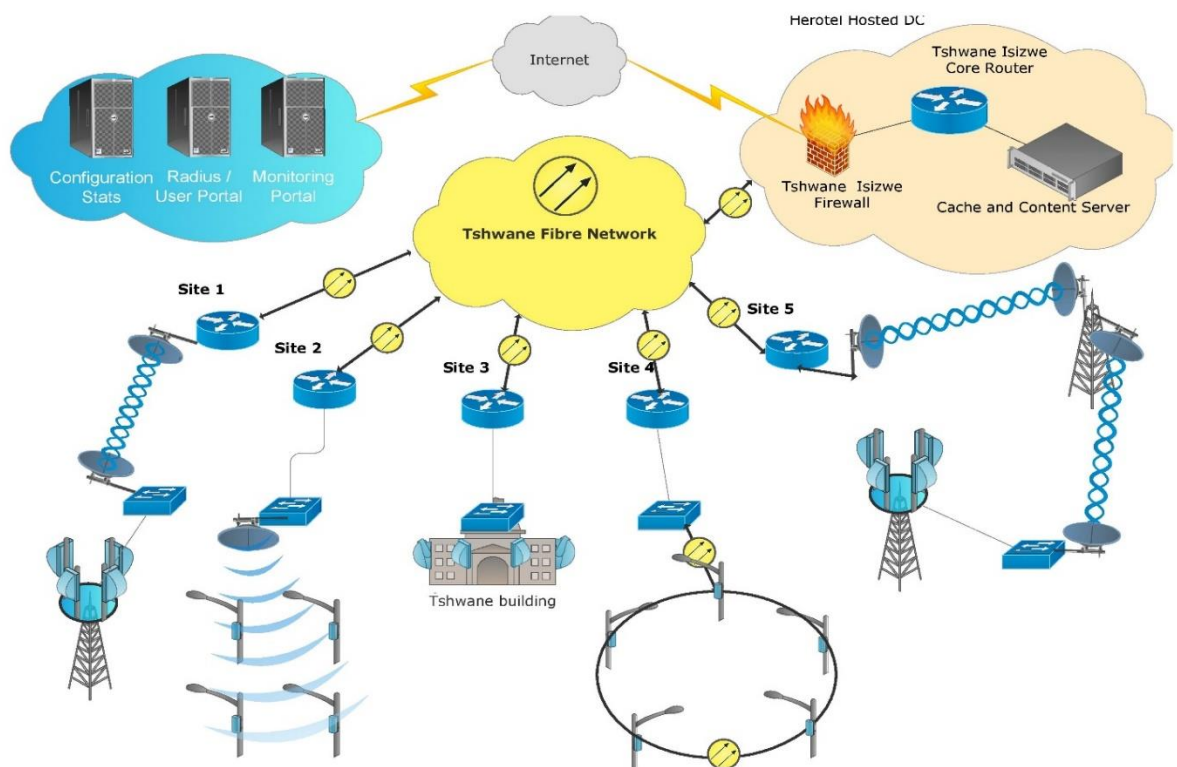 Herotel Hosted DC
Internet
Tshwane Isizwe
Core Router
Configuration
Stats
Radius /
User Portal
Monitoring
Portal
Tshwane Isizwe
Firewall
Cache and Content Server
Tshwane Fibre Network
Site 1
Site 2
Site 3
Site 4
Site 5
Tshwane building